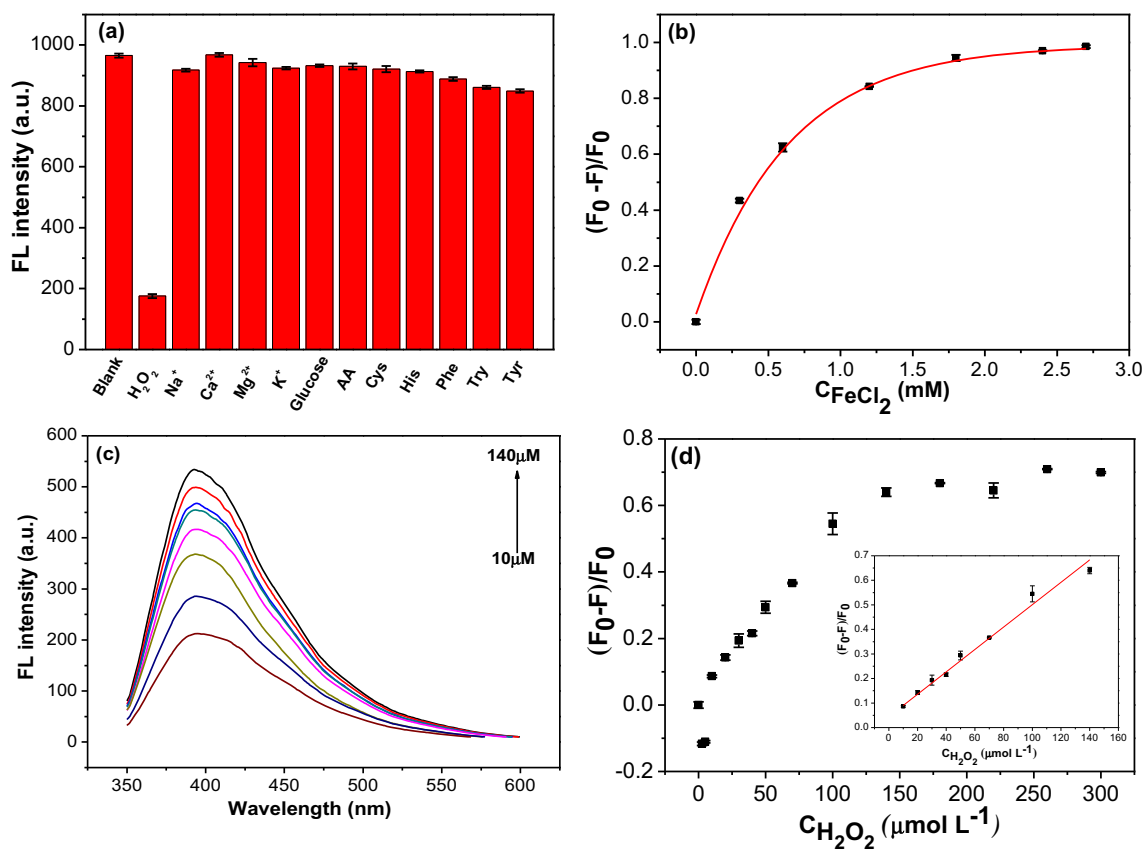 (a)
FL intensity (a.u.)
1000
800
600
400
200
0
Blank
H₂O₂
Na⁺
Ca²⁺
Mg²⁺
K⁺
Glucose
AA
Cys
His
Phe
Try
Tyr
(b)
(F₀ -F)/F₀
1.0
0.8
0.6
0.4
0.2
0.0
0.0 0.5 1.0 1.5 2.0 2.5 3.0
C_FeCl₂ (mM)
(c)
FL intensity (a.u.)
600
500
400
300
200
100
0
140μM
10μM
350 400 450 500 550 600
Wavelength (nm)
(d)
(F₀-F)/F₀
0.8
0.6
0.4
0.2
0.0
-0.2
0 50 100 150 200 250 300
C_H₂O₂ (μmol L⁻¹)
(F₀-F)/F₀
0.7
0.6
0.5
0.4
0.3
0.2
0.1
0.0
0 20 40 60 80 100 120 140 160
C_H₂O₂ (μmol L⁻¹)